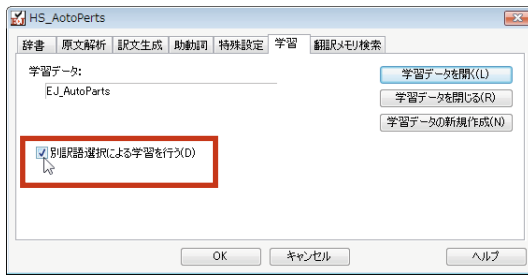 HS_AutoPerts
辞書 原文解析 訳文生成 助動詞 特殊設定 学習 翻訳メモリ検索
学習データ:
EJ_AutoParts
学習データを開く(L)
学習データを閉じる(R)
学習データの新規作成(N)
別訳語選択による学習を行う(D)
OK キャンセル ヘルプ